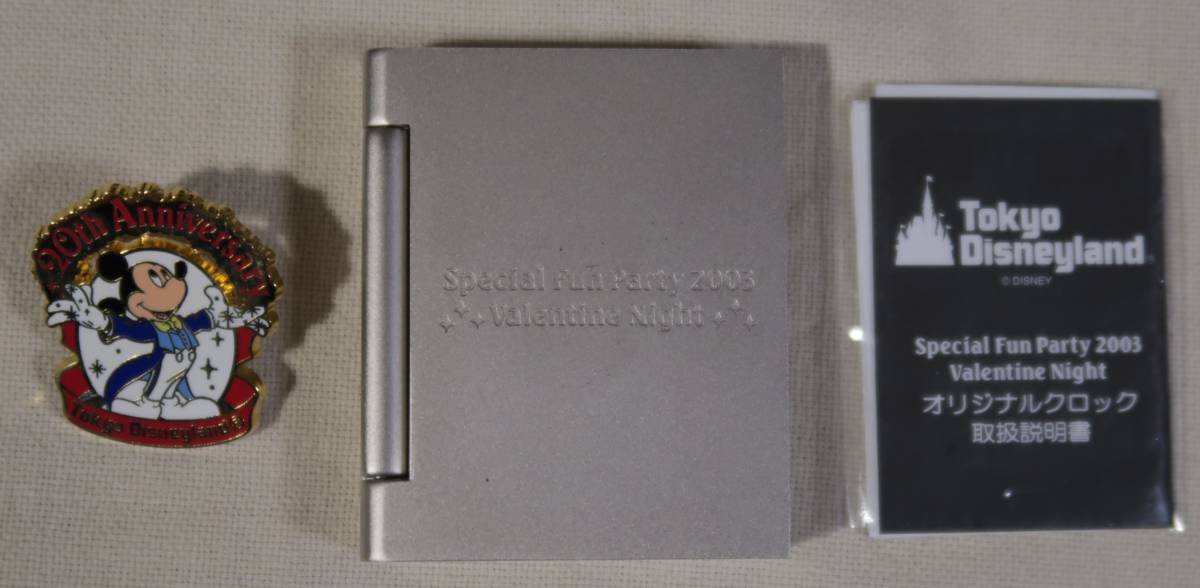 20th Anniversary
Tokyo Disneyland®
Special Fun Party 2003
Valentine Night
Tokyo
Disneyland
© DISNEY
Special Fun Party 2003
Valentine Night
オリジナルクロック
取扱説明書